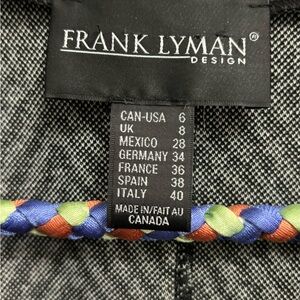 FRANK LYMAN®
DESIGN
CAN-USA 6
UK 8
MEXICO 28
GERMANY 34
FRANCE 36
SPAIN 38
ITALY 40
MADE IN/FAIT AU
CANADA